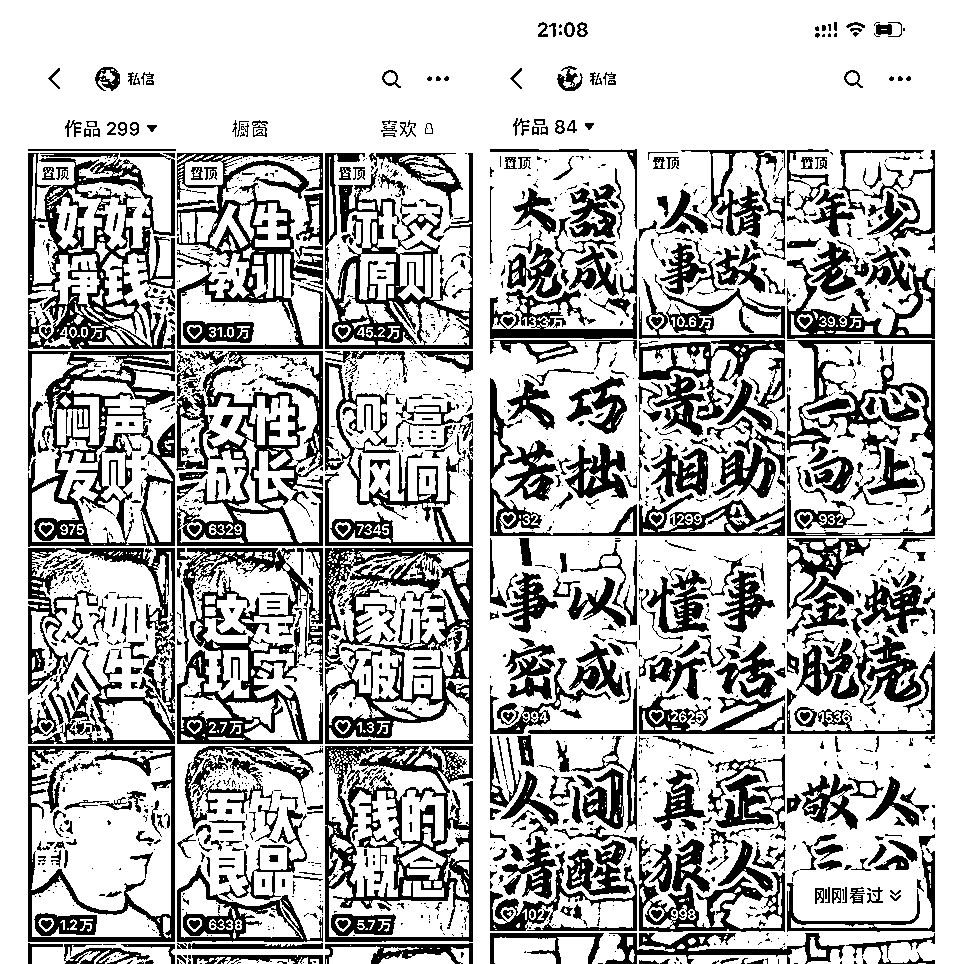 私信
作品 299
橱窗
喜欢
置顶
好好
挣钱
40.0万
置顶
人生
教训
31.0万
置顶
社交
原则
45.2万
闷声
发财
975
女性
成长
6329
财富
风向
7345
戏如
人生
这是
现实
2.7万
家族
破局
1.3万
1.2万
吾饮
良品
6338
钱的
概念
5.7万
21:08
私信
作品 84
置顶
大器
晚成
13.3万
置顶
人情
事故
10.6万
置顶
年少
老成
39.9万
大巧
若拙
32
贵人
相助
1299
一心
向上
932
事以
密成
994
懂事
听话
2625
金蝉
脱壳
1536
人间
清醒
1027
真正
狠人
998
敬人
三分
刚刚看过